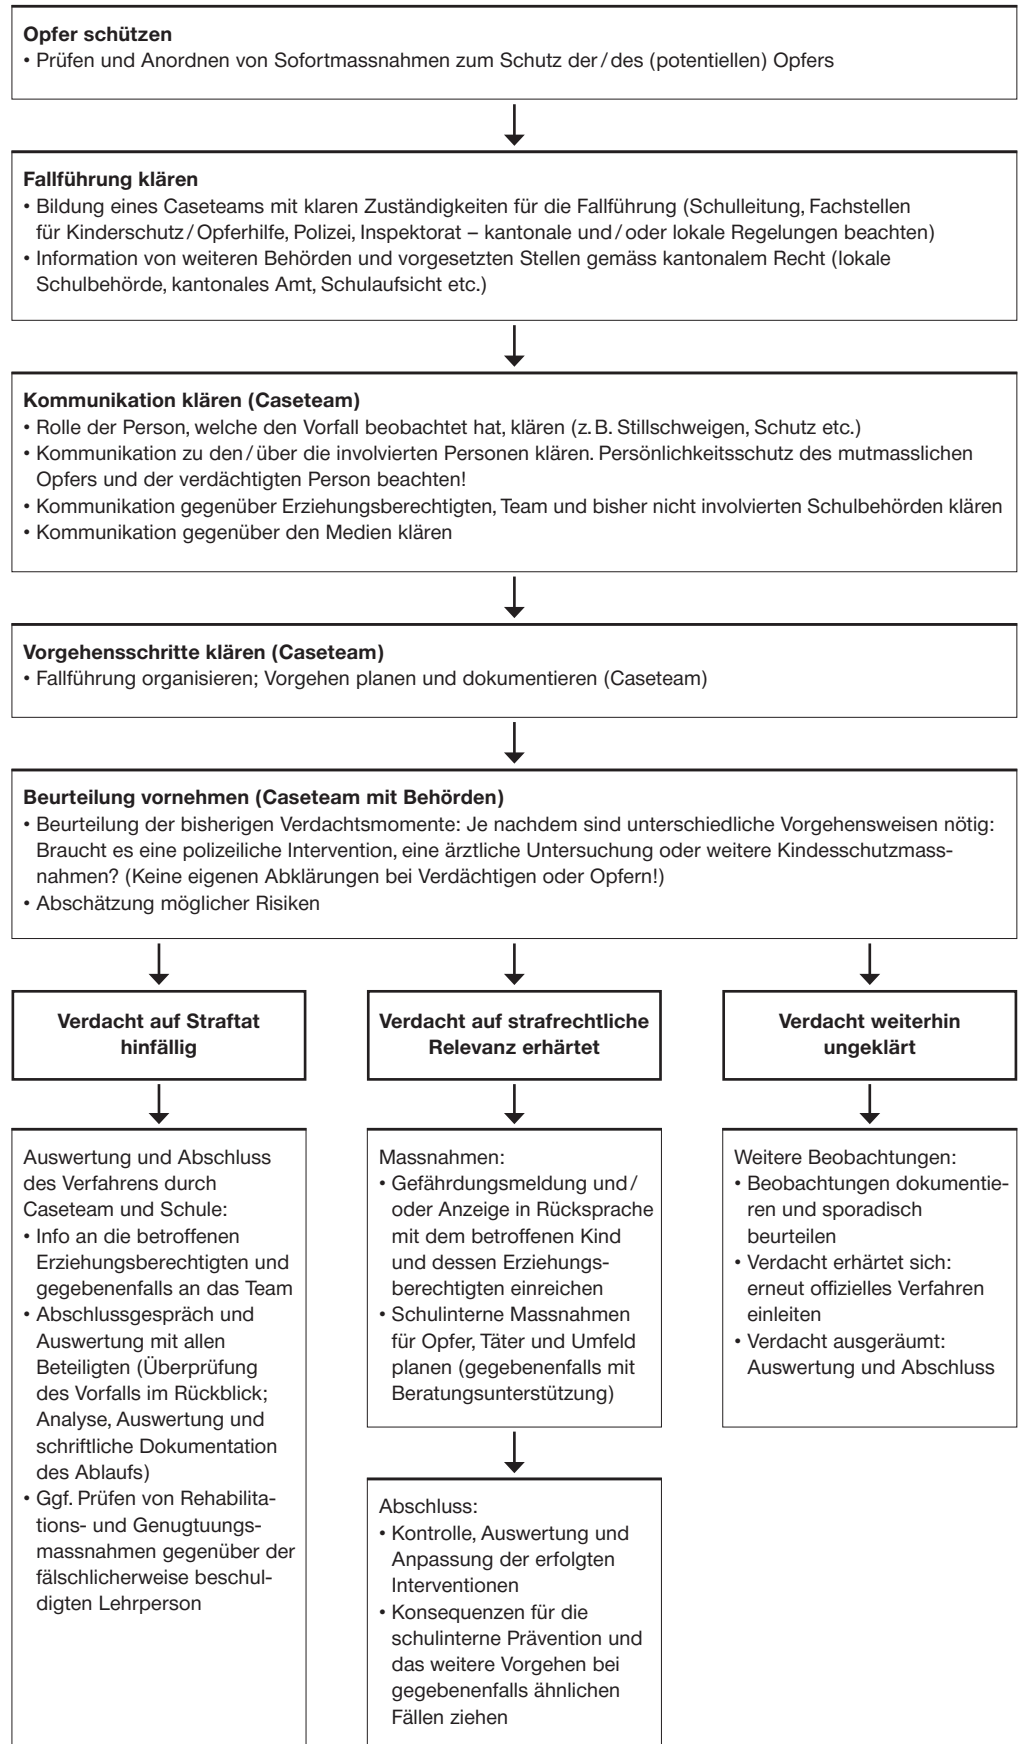 Opfer schützen
• Prüfen und Anordnen von Sofortmassnahmen zum Schutz der/des (potentiellen) Opfers
Fallführung klären
• Bildung eines Caseteams mit klaren Zuständigkeiten für die Fallführung (Schulleitung, Fachstellen
für Kinderschutz/Opferhilfe, Polizei, Inspektorat – kantonale und/oder lokale Regelungen beachten)
• Information von weiteren Behörden und vorgesetzten Stellen gemäss kantonalem Recht (lokale
Schulbehörde, kantonales Amt, Schulaufsicht etc.)
Kommunikation klären (Caseteam)
• Rolle der Person, welche den Vorfall beobachtet hat, klären (z. B. Stillschweigen, Schutz etc.)
• Kommunikation zu den/über die involvierten Personen klären. Persönlichkeitsschutz des mutmasslichen
Opfers und der verdächtigten Person beachten!
• Kommunikation gegenüber Erziehungsberechtigten, Team und bisher nicht involvierten Schulbehörden klären
• Kommunikation gegenüber den Medien klären
Vorgehensschritte klären (Caseteam)
• Fallführung organisieren; Vorgehen planen und dokumentieren (Caseteam)
Beurteilung vornehmen (Caseteam mit Behörden)
• Beurteilung der bisherigen Verdachtsmomente: Je nachdem sind unterschiedliche Vorgehensweisen nötig:
Braucht es eine polizeiliche Intervention, eine ärztliche Untersuchung oder weitere Kindesschutzmass-
nahmen? (Keine eigenen Abklärungen bei Verdächtigen oder Opfern!)
• Abschätzung möglicher Risiken
Verdacht auf Straftat
hinfällig
Auswertung und Abschluss
des Verfahrens durch
Caseteam und Schule:
• Info an die betroffenen
Erziehungsberechtigten und
gegebenenfalls an das Team
• Abschlussgespräch und
Auswertung mit allen
Beteiligten (Überprüfung
des Vorfalls im Rückblick;
Analyse, Auswertung und
schriftliche Dokumentation
des Ablaufs)
• Ggf. Prüfen von Rehabilita-
tions- und Genugtuungs-
massnahmen gegenüber der
fälschlicherweise beschul-
digten Lehrperson
Verdacht auf strafrechtliche
Relevanz erhärtet
Massnahmen:
• Gefährdungsmeldung und/
oder Anzeige in Rücksprache
mit dem betroffenen Kind
und dessen Erziehungs-
berechtigten einreichen
• Schulinterne Massnahmen
für Opfer, Täter und Umfeld
planen (gegebenenfalls mit
Beratungsunterstützung)
Abschluss:
• Kontrolle, Auswertung und
Anpassung der erfolgten
Interventionen
• Konsequenzen für die
schulinterne Prävention und
das weitere Vorgehen bei
gegebenenfalls ähnlichen
Fällen ziehen
Verdacht weiterhin
ungeklärt
Weitere Beobachtungen:
• Beobachtungen dokumentie-
ren und sporadisch
beurteilen
• Verdacht erhärtet sich:
erneut offizielles Verfahren
einleiten
• Verdacht ausgeräumt:
Auswertung und Abschluss